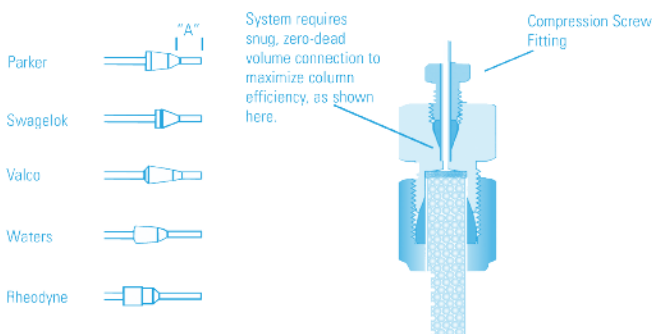 "A"
Parker
Swagelok
Valco
Waters
Rheodyne
System requires
snug, zero-dead
volume connection to
maximize column
efficiency, as shown
here.
Compression Screw
Fitting